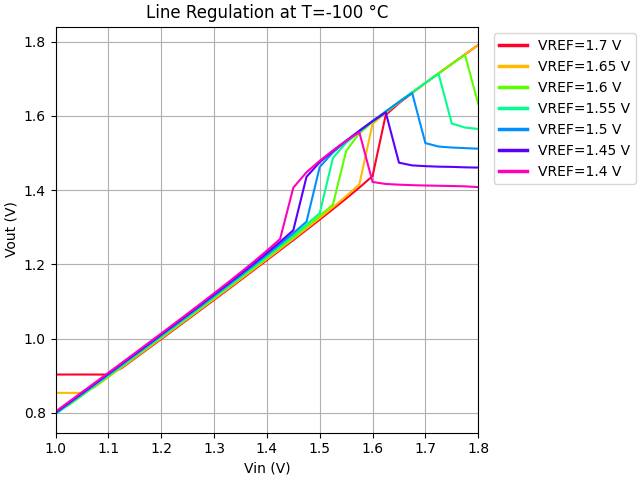 Line Regulation at T=-100 °C
Vout (V)
1.8
1.6
1.4
1.2
1.0
0.8
1.0 1.1 1.2 1.3 1.4 1.5 1.6 1.7 1.8
Vin (V)
VREF=1.7 V
VREF=1.65 V
VREF=1.6 V
VREF=1.55 V
VREF=1.5 V
VREF=1.45 V
VREF=1.4 V